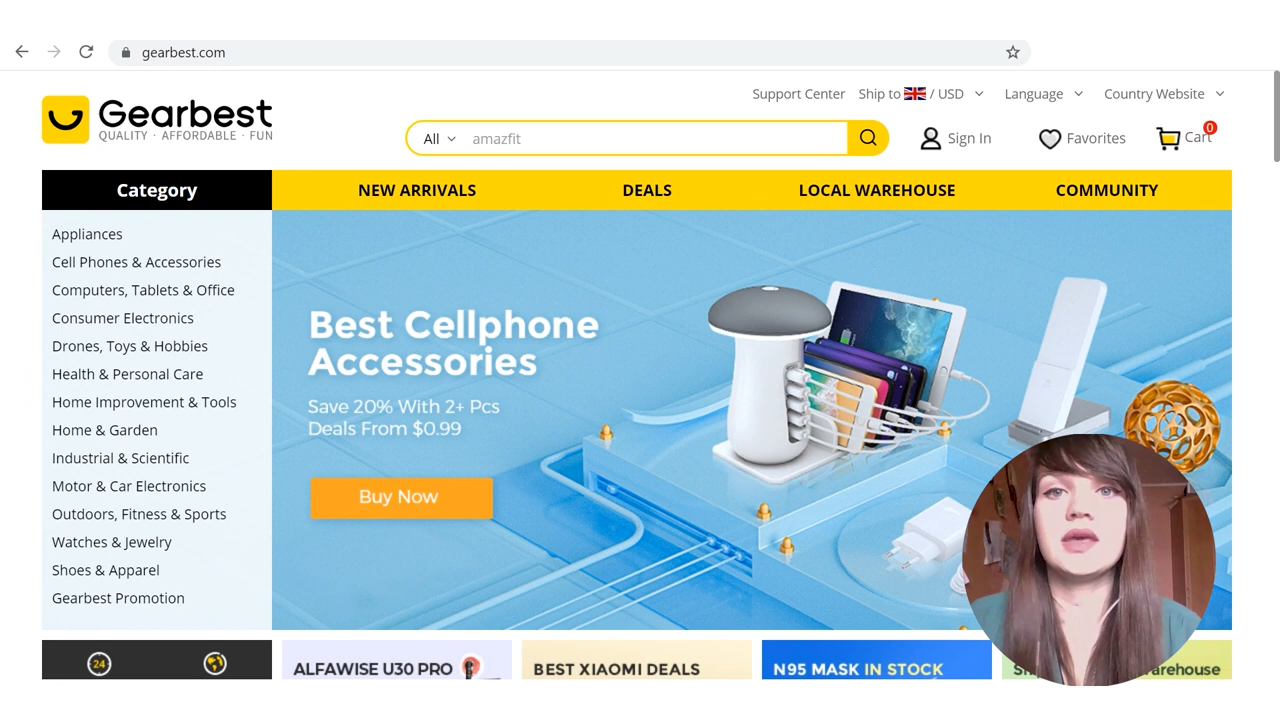 gearbest.com
Support Center Ship to / USD Language Country Website
Gearbest
QUALITY · AFFORDABLE · FUN
All amazfit Sign In Favorites Cart 0
Category NEW ARRIVALS DEALS LOCAL WAREHOUSE COMMUNITY
Appliances
Cell Phones & Accessories
Computers, Tablets & Office
Consumer Electronics
Drones, Toys & Hobbies
Health & Personal Care
Home Improvement & Tools
Home & Garden
Industrial & Scientific
Motor & Car Electronics
Outdoors, Fitness & Sports
Watches & Jewelry
Shoes & Apparel
Gearbest Promotion
Best Cellphone
Accessories
Save 20% With 2+ Pcs
Deals From $0.99
Buy Now
24
ALFAWISE U30 PRO
BEST XIAOMI DEALS
N95 MASK IN STOCK